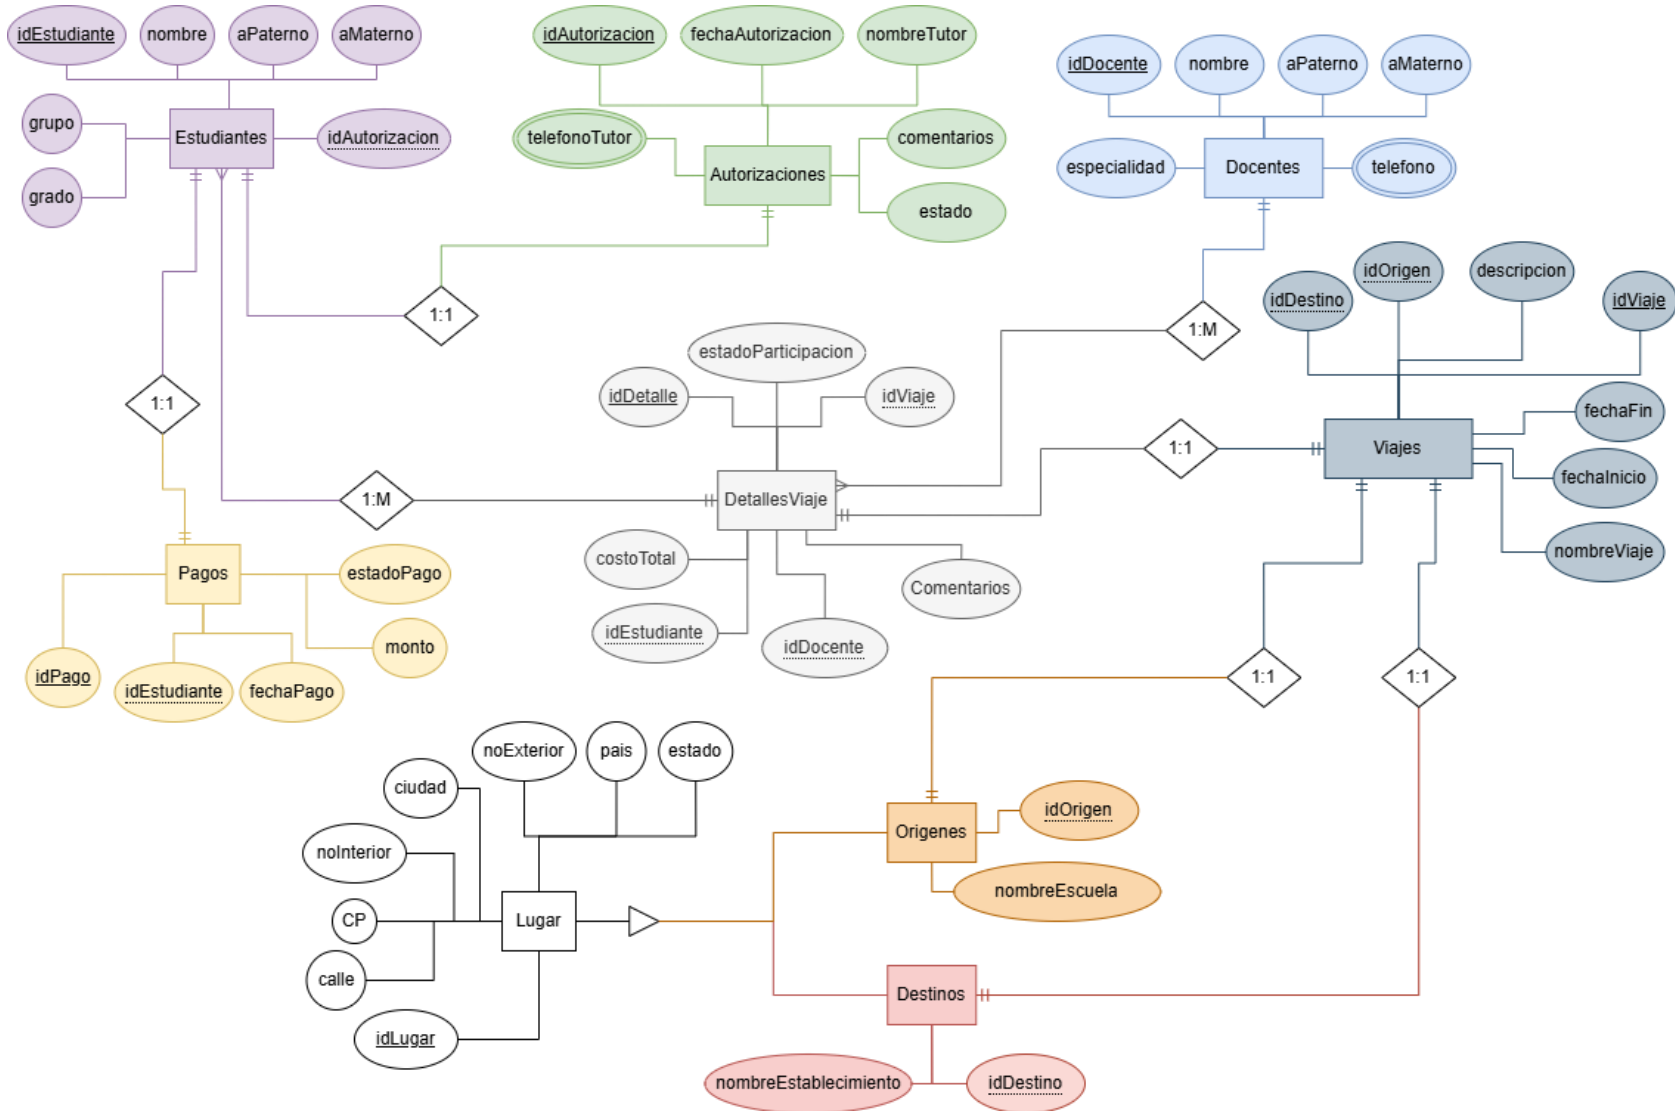 idEstudiante
nombre
aPaterno
aMaterno
grupo
Estudiantes
idAutorizacion
grado
idAutorizacion
fechaAutorizacion
nombreTutor
telefonoTutor
comentarios
Autorizaciones
estado
idDocente
nombre
aPaterno
aMaterno
especialidad
Docentes
telefono
idDestino
idOrigen
descripcion
idViaje
fechaFin
Viajes
fechaInicio
nombreViaje
1:1
1:M
1:1
1:1
1:M
1:1
1:1
estadoParticipacion
idDetalle
idViaje
DetallesViaje
costoTotal
Comentarios
idEstudiante
idDocente
Pagos
estadoPago
monto
idPago
idEstudiante
fechaPago
noExterior
pais
estado
ciudad
noInterior
CP
Lugar
calle
idLugar
Origenes
idOrigen
nombreEscuela
Destinos
nombreEstablecimiento
idDestino